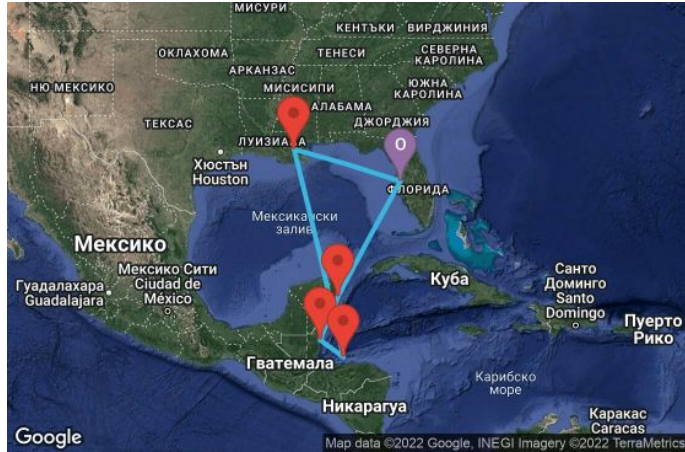 МИСУРИ
КЕНТЪКИ
ВИРДЖИНИЯ
ОКЛАХОМА
ТЕНЕСИ
СЕВЕРНА
КАРОЛИНА
АРКАНЗАС
НЮ МЕКСИКО
МИСИСИПИ
ЮЖНА
КАРОЛИНА
АЛАБАМА
ТЕКСАС
ДЖОРДЖИЯ
ЛУИЗИАНА
O
Хюстън
Houston
ФЛОРИДА
Мексикански
залив
Мексико
Мексико Сити
Ciudad de
México
Гуадалахара
Guadalajara
Куба
Санто
Доминго
Santo
Domingo
Пуерто
Рико
Гватемала
Карибско
море
Никарагуа
Каракас
Caracas
Google
Map data ©2022 Google, INEGI Imagery ©2022 TerraMetrics